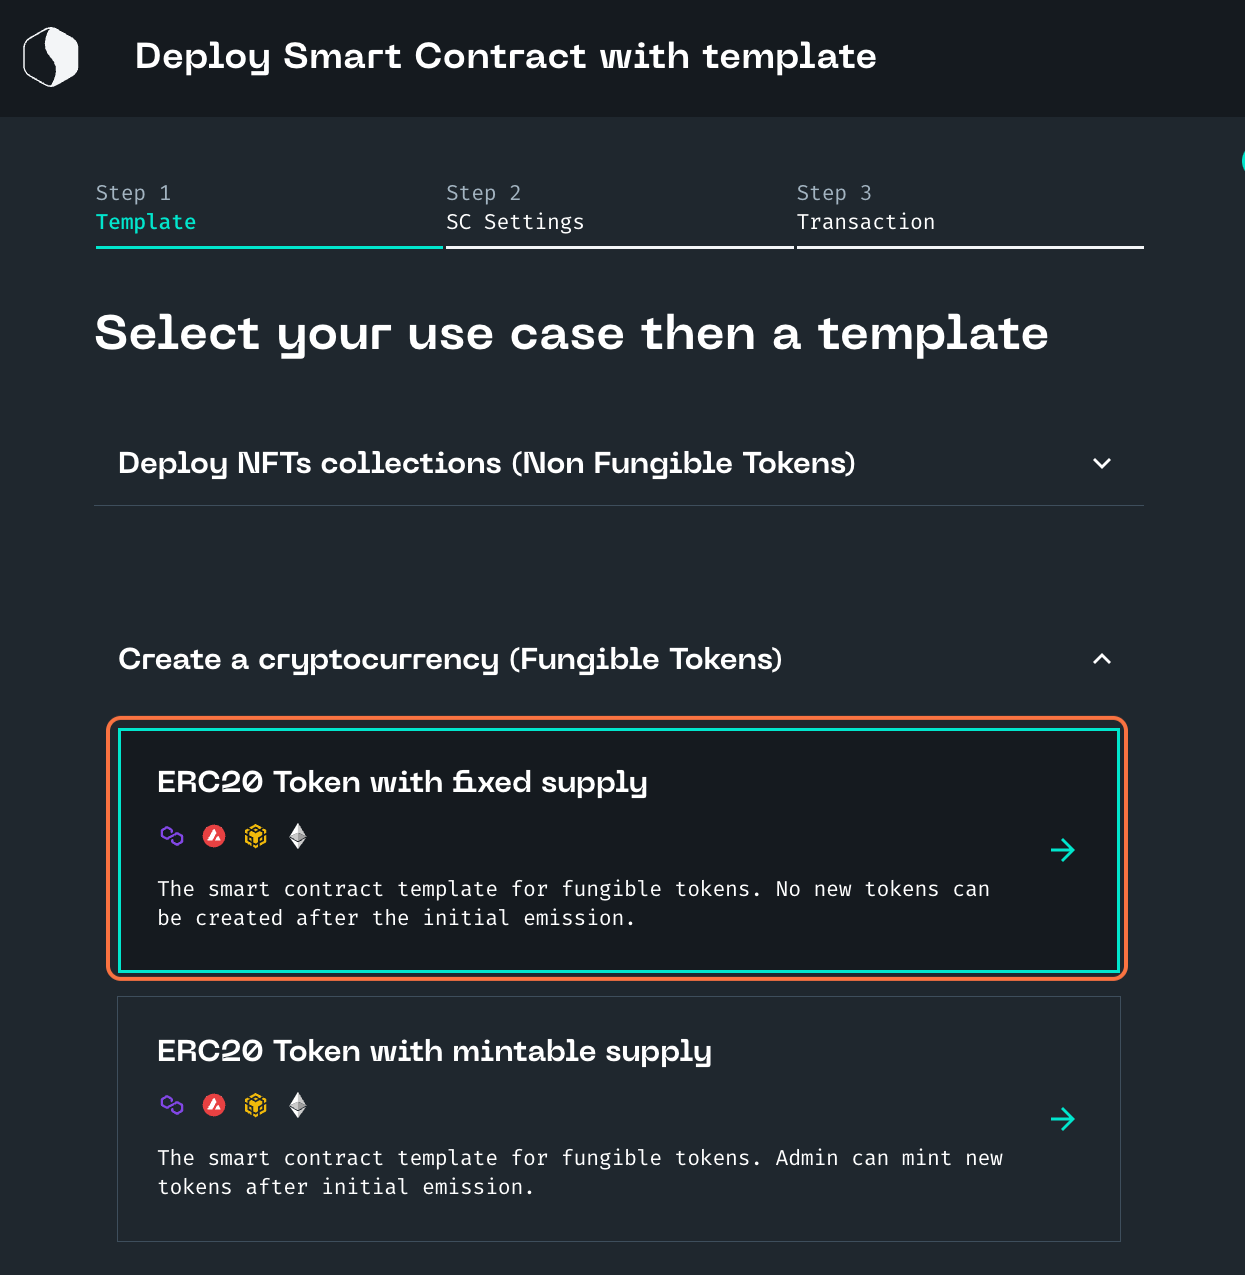 Deploy Smart Contract with template
Step 1
Template
Step 2
SC Settings
Step 3
Transaction
Select your use case then a template
Deploy NFTs collections (Non Fungible Tokens)
Create a cryptocurrency (Fungible Tokens)
ERC20 Token with fixed supply
The smart contract template for fungible tokens. No new tokens can
be created after the initial emission.
ERC20 Token with mintable supply
The smart contract template for fungible tokens. Admin can mint new
tokens after initial emission.